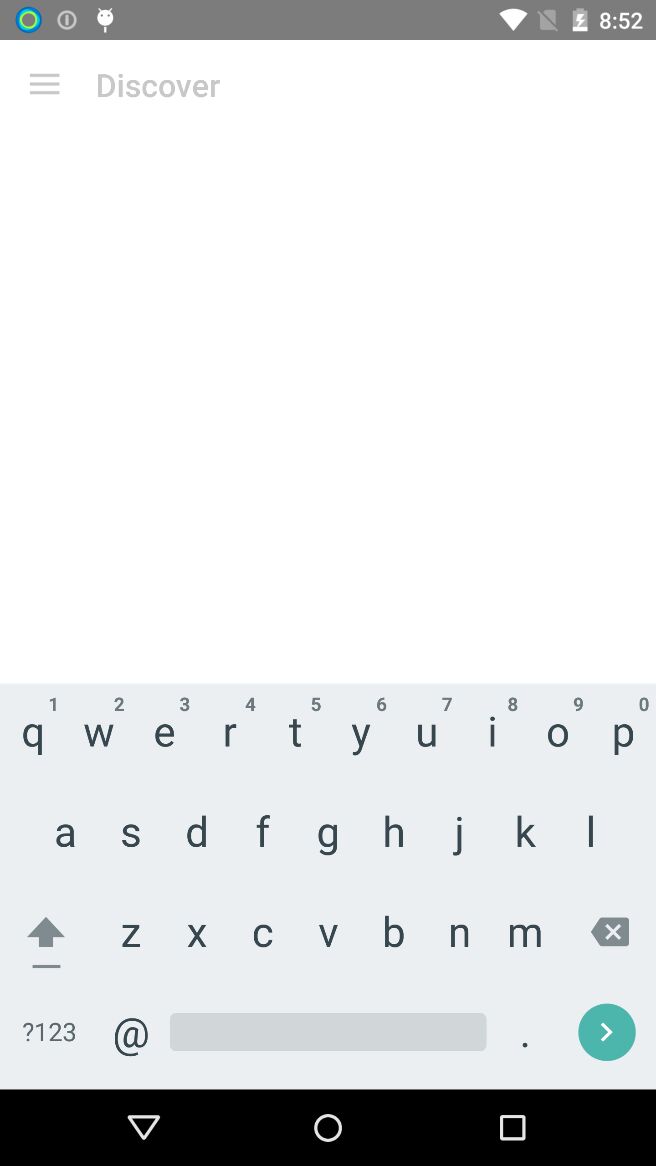 8:52
Discover
1 2 3 4 5 6 7 8 9 0
q w e r t y u i o p
a s d f g h j k l
z x c v b n m
?123 @ .